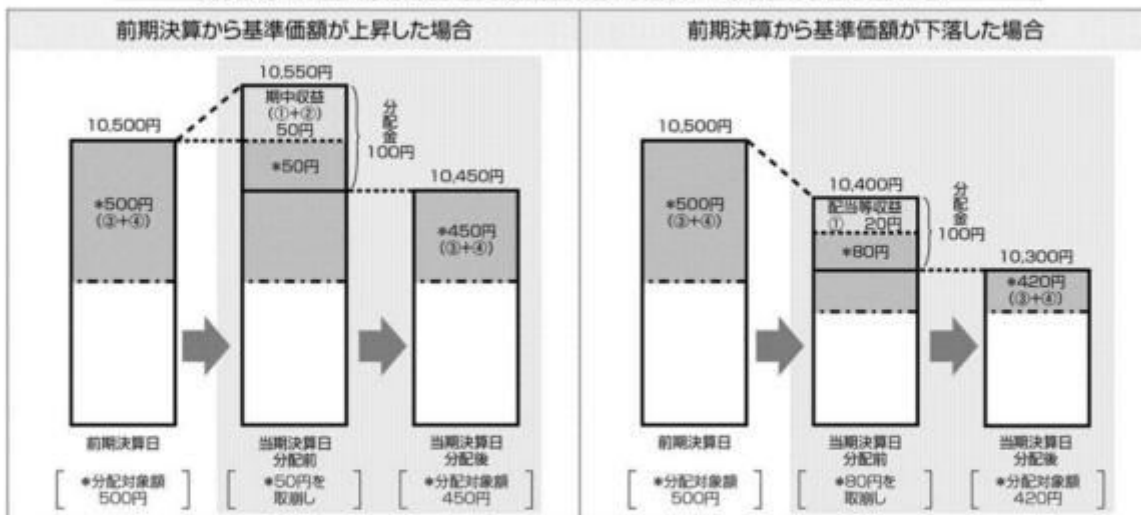 前期決算から基準価額が上昇した場合
10,500円
*500円
(③+④)
10,550円
期中収益
(①+②)
50円
*50円
分配金
100円
10,450円
*450円
(③+④)
前期決算日
当期決算日
分配前
当期決算日
分配後
*分配対象額
500円
*50円を
取崩し
*分配対象額
450円
前期決算から基準価額が下落した場合
10,500円
*500円
(③+④)
10,400円
配当等収益
① 20円
*80円
分配金
100円
10,300円
*420円
(③+④)
前期決算日
当期決算日
分配前
当期決算日
分配後
*分配対象額
500円
*80円を
取崩し
*分配対象額
420円